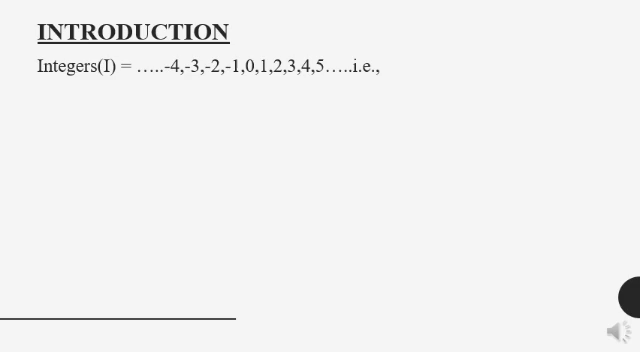 INTRODUCTION
Integers(I) = …..-4,-3,-2,-1,0,1,2,3,4,5…..i.e.,